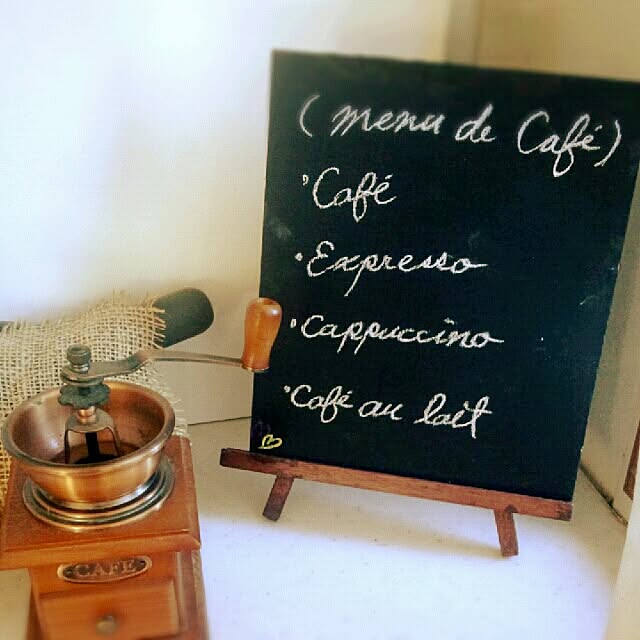 (menu de Café)
•Café
•Expresso
•Cappuccino
•Café au lait
CAFE